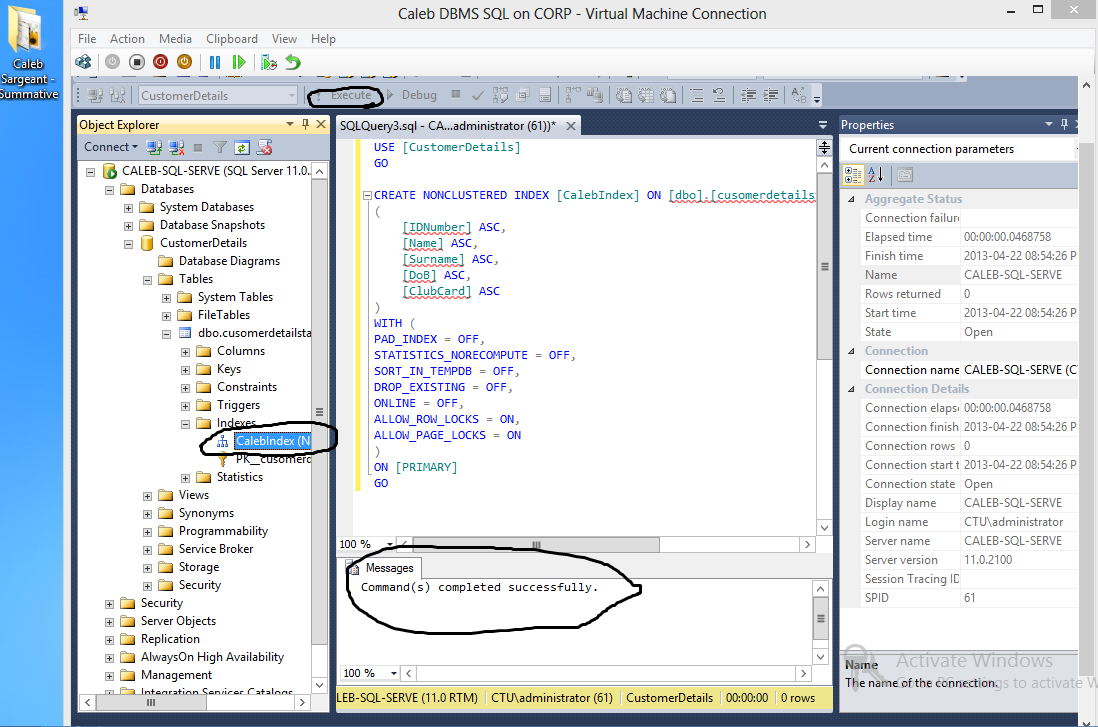 Caleb DBMS SQL on CORP - Virtual Machine Connection
Caleb
Sargeant -
Summative
File Action Media Clipboard View Help
CustomerDetails
Execute
Debug
Object Explorer
Connect
CALEB-SQL-SERVE (SQL Server 11.0.
Databases
System Databases
Database Snapshots
CustomerDetails
Database Diagrams
Tables
System Tables
FileTables
dbo.cusomerdetailsta
Columns
Keys
Constraints
Triggers
Indexes
CalebIndex (N
PK__cusomerd
Statistics
Views
Synonyms
Programmability
Service Broker
Storage
Security
Security
Server Objects
Replication
AlwaysOn High Availability
Management
Integration Services Catalogs
SQLQuery3.sql - CA...administrator (61))*
USE [CustomerDetails]
GO
CREATE NONCLUSTERED INDEX [CalebIndex] ON [dbo].[cusomerdetails
(
[IDNumber] ASC,
[Name] ASC,
[Surname] ASC,
[DoB] ASC,
[ClubCard] ASC
)
WITH (
PAD_INDEX = OFF,
STATISTICS_NORECOMPUTE = OFF,
SORT_IN_TEMPDB = OFF,
DROP_EXISTING = OFF,
ONLINE = OFF,
ALLOW_ROW_LOCKS = ON,
ALLOW_PAGE_LOCKS = ON
)
ON [PRIMARY]
GO
100 %
Messages
Command(s) completed successfully.
100 %
LEB-SQL-SERVE (11.0 RTM) CTU\administrator (61) CustomerDetails 00:00:00 0 rows
Properties
Current connection parameters
Aggregate Status
Connection failure
Elapsed time 00:00:00.0468758
Finish time 2013-04-22 08:54:26 P
Name CALEB-SQL-SERVE
Rows returned 0
Start time 2013-04-22 08:54:26 P
State Open
Connection
Connection name CALEB-SQL-SERVE (CT
Connection Details
Connection elapse 00:00:00.0468758
Connection finish 2013-04-22 08:54:26 P
Connection rows 0
Connection start t 2013-04-22 08:54:26 P
Connection state Open
Display name CALEB-SQL-SERVE
Login name CTU\administrator
Server name CALEB-SQL-SERVE
Server version 11.0.2100
Session Tracing ID
SPID 61
Name
The name of the connection.
Activate Windows
settings to activate W